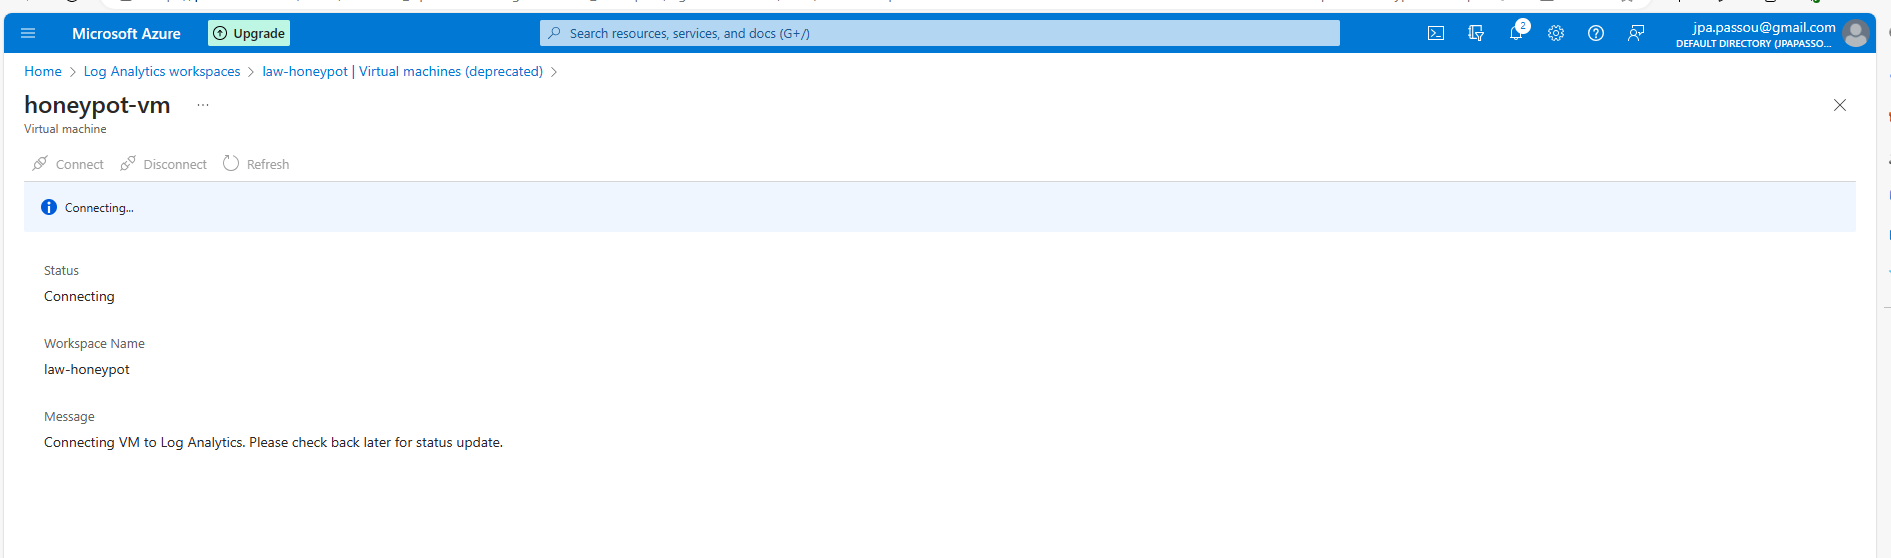 Microsoft Azure
Upgrade
Search resources, services, and docs (G+/)
2
jpa.passou@gmail.com
DEFAULT DIRECTORY (JPAPASSO...
Home > Log Analytics workspaces > law-honeypot | Virtual machines (deprecated) >
honeypot-vm ...
Virtual machine
Connect Disconnect Refresh
Connecting...
Status
Connecting
Workspace Name
law-honeypot
Message
Connecting VM to Log Analytics. Please check back later for status update.